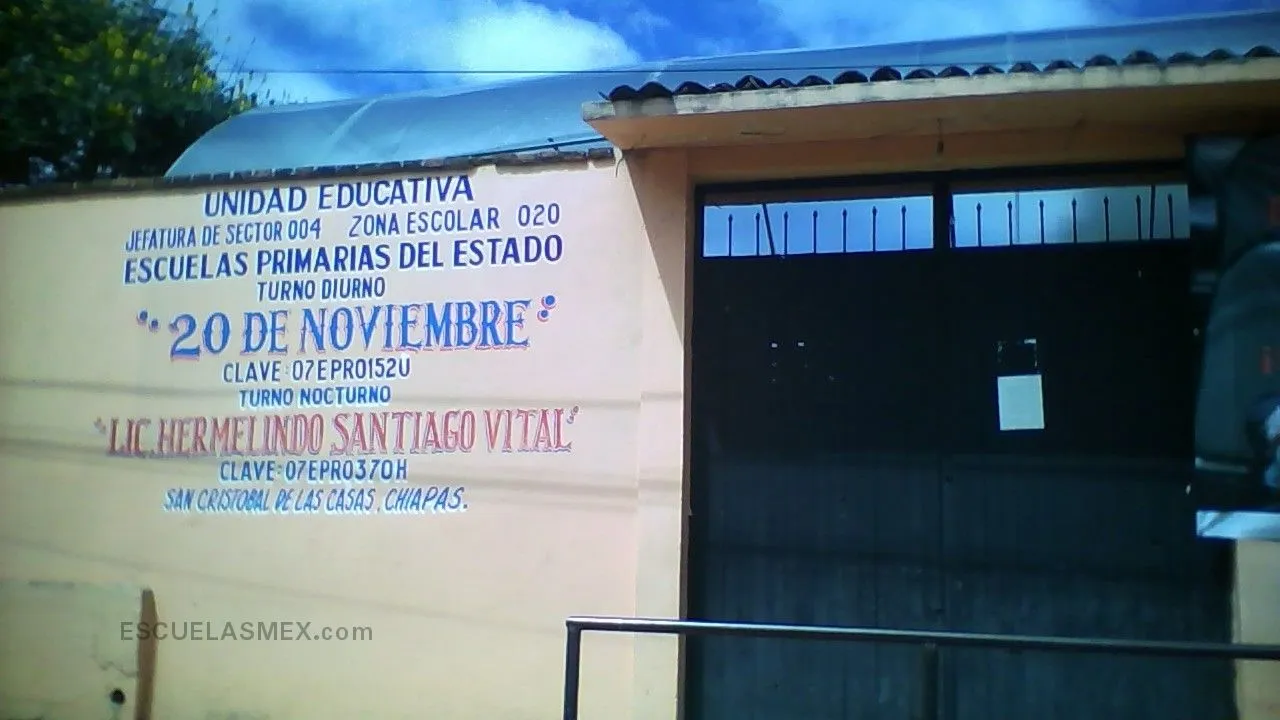 UNIDAD EDUCATIVA
JEFATURA DE SECTOR 004 ZONA ESCOLAR 020
ESCUELAS PRIMARIAS DEL ESTADO
TURNO DIURNO
"20 DE NOVIEMBRE"
CLAVE: 07EPR0152U
TURNO NOCTURNO
"LIC. HERMELINDO SANTIAGO VITAL"
CLAVE: 07EPR0370H
SAN CRISTOBAL DE LAS CASAS, CHIAPAS.
ESCUELASMEX.com